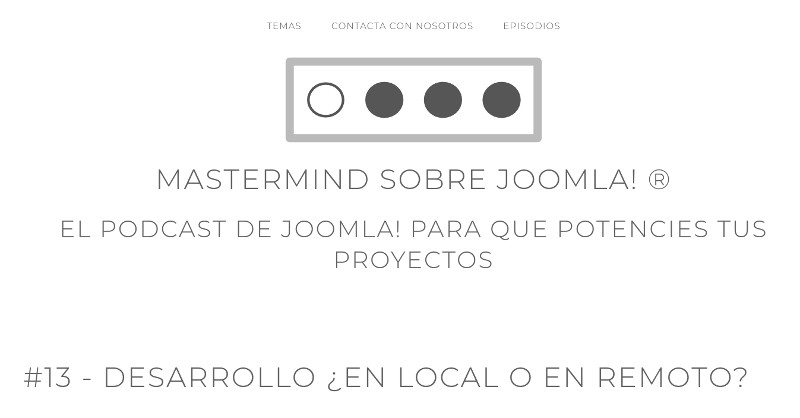 TEMAS CONTACTA CON NOSOTROS EPISODIOS
MASTERMIND SOBRE JOOMLA! ®
EL PODCAST DE JOOMLA! PARA QUE POTENCIES TUS
PROYECTOS
#13 - DESARROLLO ¿EN LOCAL O EN REMOTO?